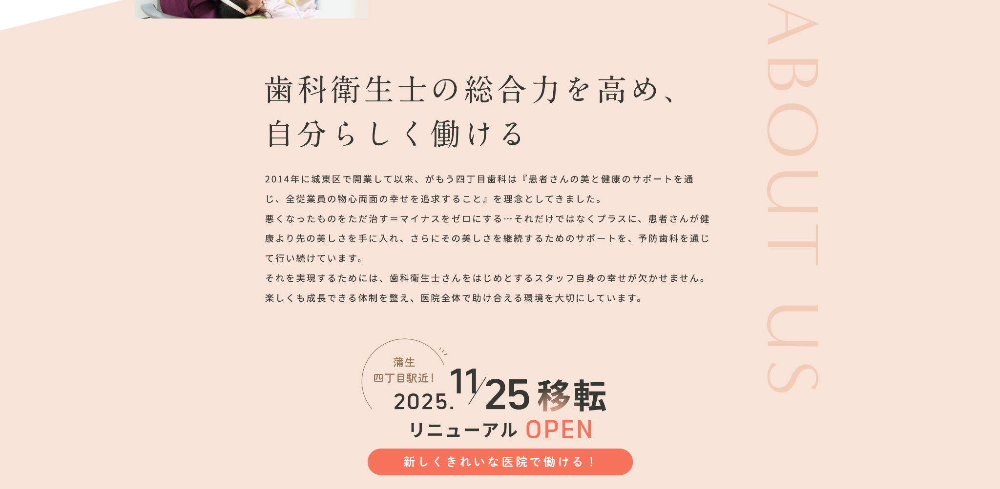 ABOUT US
歯科衛生士の総合力を高め、
自分らしく働ける
2014年に城東区で開業して以来、がもう四丁目歯科は『患者さんの美と健康のサポートを通
じ、全従業員の物心両面の幸せを追求すること』を理念としてきました。
悪くなったものをただ治す＝マイナスをゼロにする…それだけではなくプラスに、患者さんが健
康より先の美しさを手に入れ、さらにその美しさを継続するためのサポートを、予防歯科を通じ
て行い続けています。
それを実現するためには、歯科衛生士さんをはじめとするスタッフ自身の幸せが欠かせません。
楽しくも成長できる体制を整え、医院全体で助け合える環境を大切にしています。
蒲生
四丁目駅近！
2025.11/25 移転
リニューアル OPEN
新しくきれいな医院で働ける！